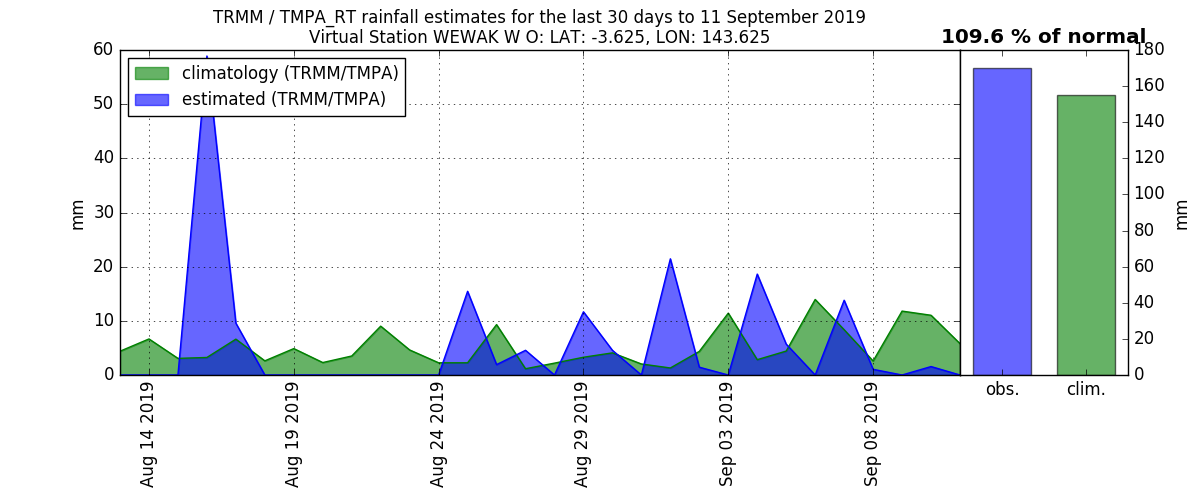 TRMM / TMPA_RT rainfall estimates for the last 30 days to 11 September 2019
Virtual Station WEWAK W O: LAT: -3.625, LON: 143.625
109.6 % of normal
climatology (TRMM/TMPA)
estimated (TRMM/TMPA)
mm
60
50
40
30
20
10
0
180
160
140
120
100
80
60
40
20
0
mm
Aug 14 2019
Aug 19 2019
Aug 24 2019
Aug 29 2019
Sep 03 2019
Sep 08 2019
obs.
clim.